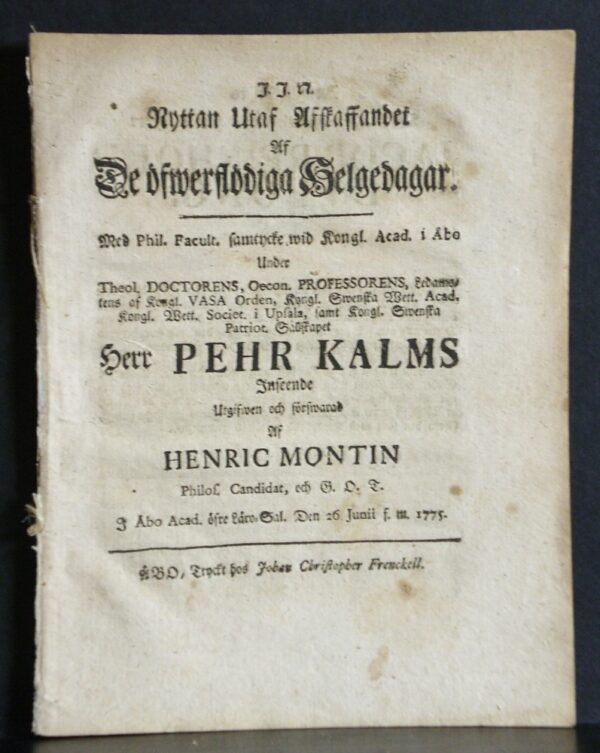 J. J. N.
Nyttan Utaf Afskaffandet
Af
De öfwerflödiga Helgedagar.
Med Phil. Facult. samtycke wid Kongl. Acad. i Åbo
Under
Theol. DOCTORENS, Oecon. PROFESSORENS, Ledamo-
tens af Kongl. VASA Orden, Kongl. Swenska Wett. Acad.
Kongl. Wett. Societ. i Upsala, samt Kongl. Swenska
Patriot. Sälskapet
Herr PEHR KALMS
Inseende
Utgifwen och förswarad
Af
HENRIC MONTIN
Philos. Candidat, och G. O. T.
I Åbo Acad. öfre Läro-Sal. Den 26 Junii f. m. 1775.
ÅBO, Tryckt hos Johan Christopher Frenckell.